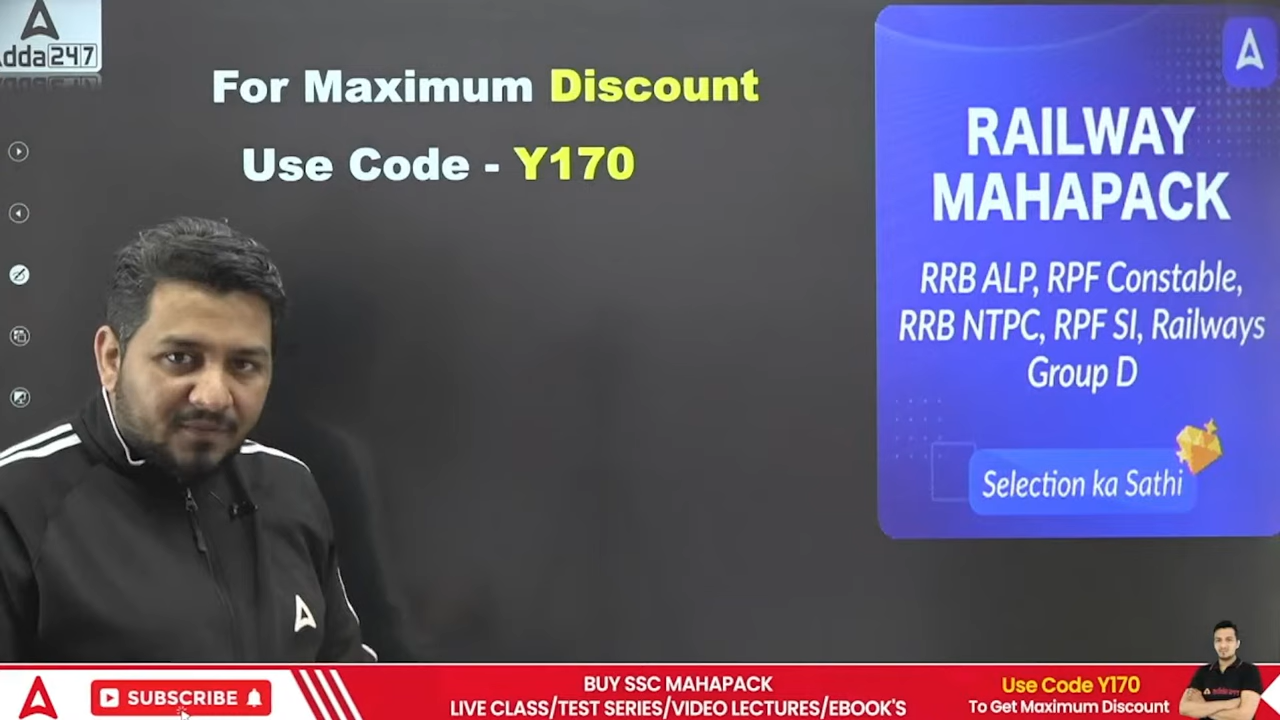 Adda247
For Maximum Discount
Use Code - Y170
RAILWAY
MAHAPACK
RRB ALP, RPF Constable,
RRB NTPC, RPF SI, Railways
Group D
Selection ka Sathi
SUBSCRIBE
BUY SSC MAHAPACK
LIVE CLASS/TEST SERIES/VIDEO LECTURES/EBOOK'S
Use Code Y170
To Get Maximum Discount